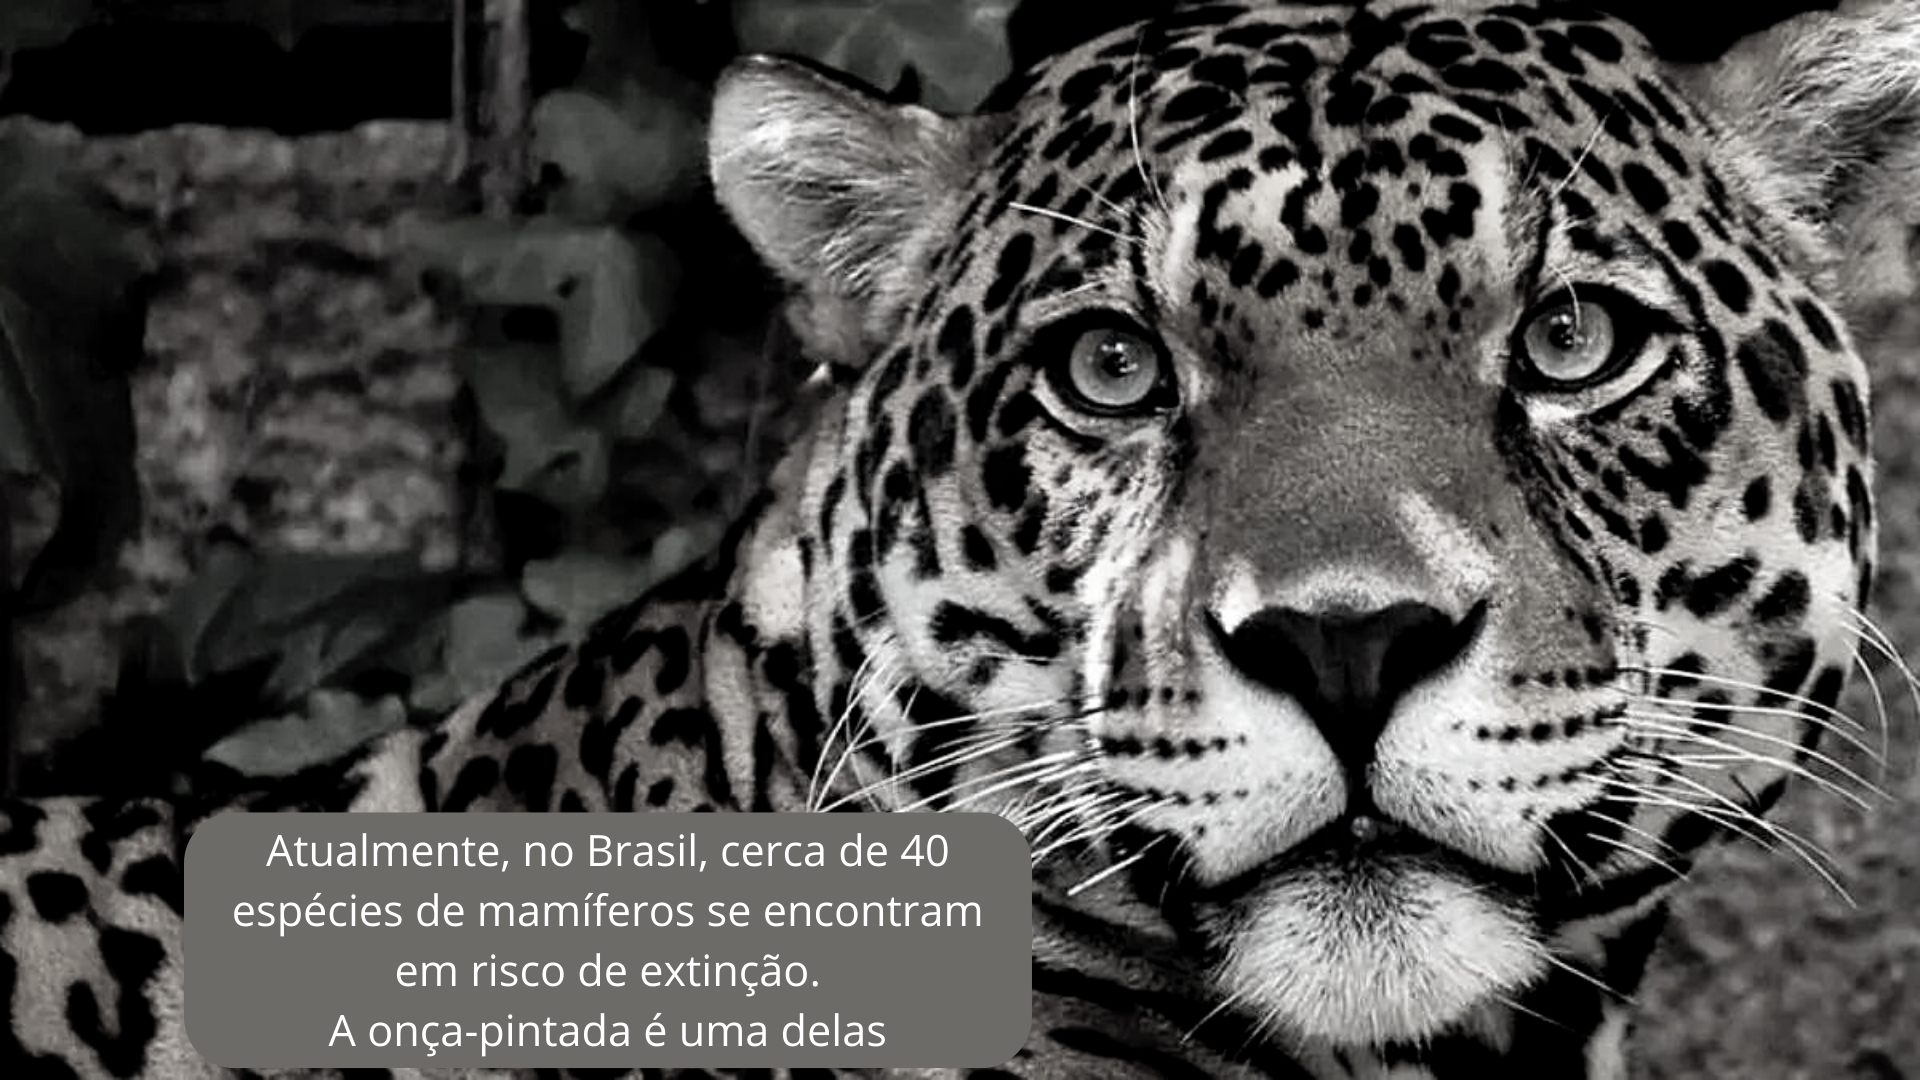 Atualmente, no Brasil, cerca de 40
espécies de mamíferos se encontram
em risco de extinção.
A onça-pintada é uma delas